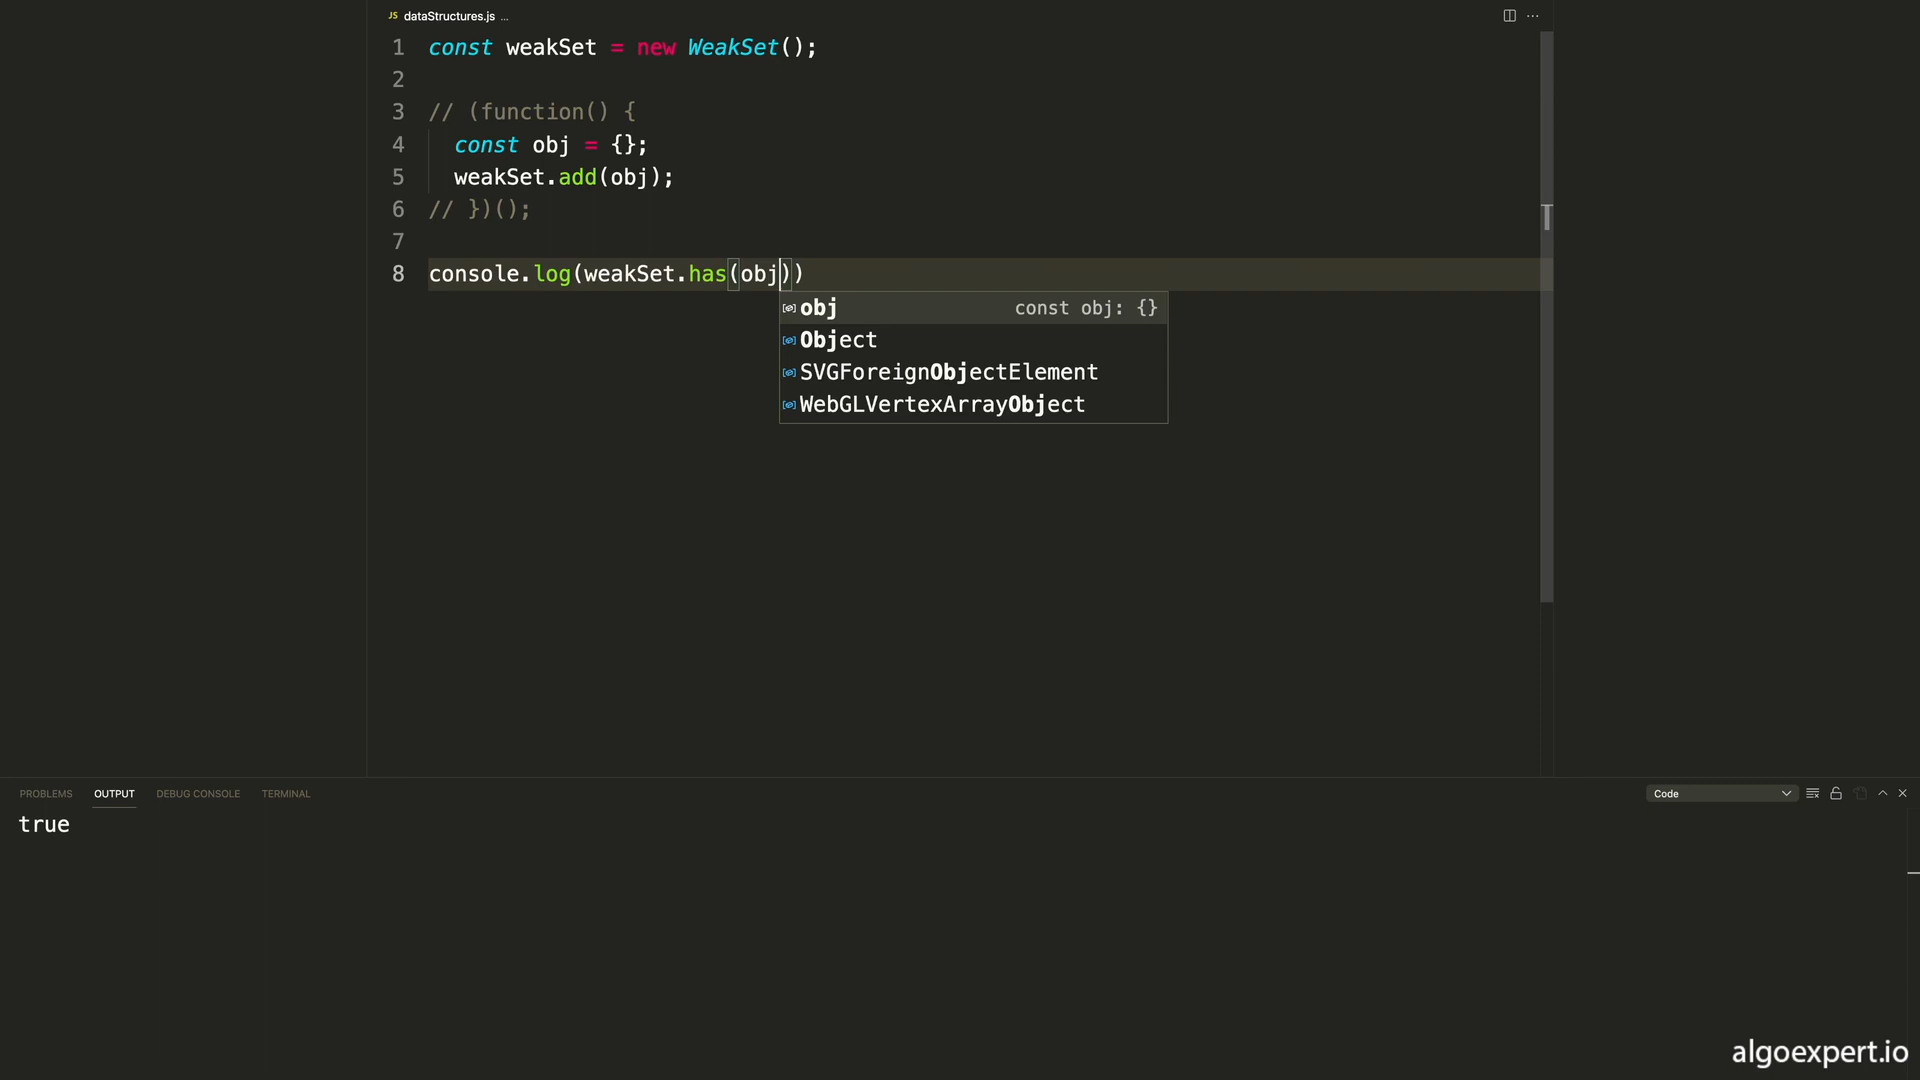 JS dataStructures.js ...
1 const weakSet = new WeakSet();
2
3 // (function() {
4 const obj = {};
5 weakSet.add(obj);
6 // })();
7
8 console.log(weakSet.has(obj))
obj const obj: {}
Object
SVGForeignObjectElement
WebGLVertexArrayObject
PROBLEMS OUTPUT DEBUG CONSOLE TERMINAL Code
true
algoexpert.io